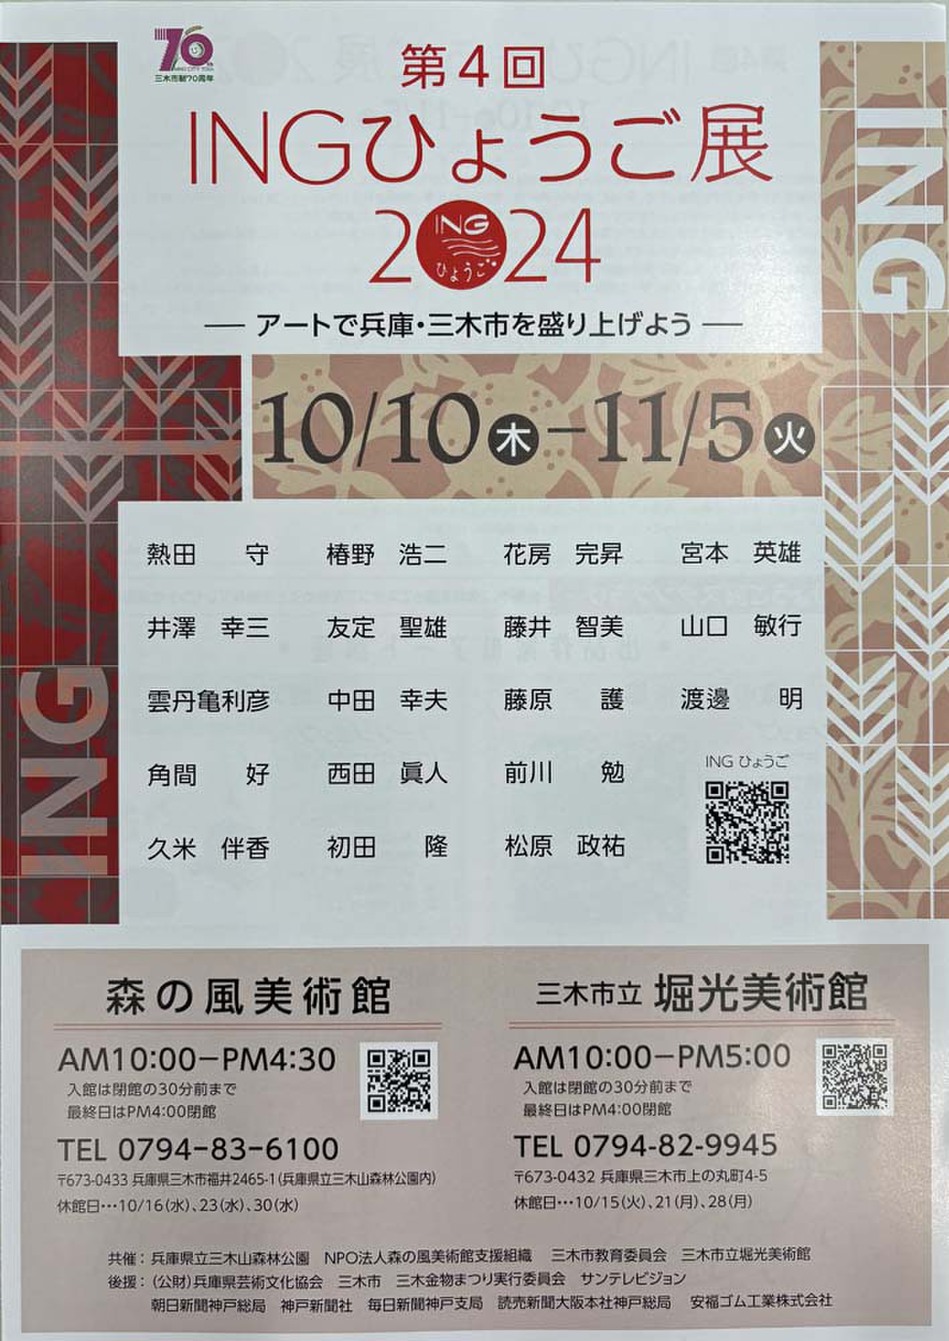 70
MIKI CITY 70th
三木市制70周年
第4回
INGひょうご展
2024
ING
ひょうご
アートで兵庫・三木市を盛り上げよう
10/10木－11/5火
ING
ING
熱田 守 椿野 浩二 花房 完昇 宮本 英雄
井澤 幸三 友定 聖雄 藤井 智美 山口 敏行
雲丹亀利彦 中田 幸夫 藤原 護 渡邊 明
角間 好 西田 眞人 前川 勉
久米 伴香 初田 隆 松原 政祐
ING ひょうご
森の風美術館
AM10:00－PM4:30
入館は閉館の30分前まで
最終日はPM4:00閉館
TEL 0794-83-6100
〒673-0433 兵庫県三木市福井2465-1(兵庫県立三木山森林公園内)
休館日…10/16(水)、23(水)、30(水)
三木市立 堀光美術館
AM10:00－PM5:00
入館は閉館の30分前まで
最終日はPM4:00閉館
TEL 0794-82-9945
〒673-0432 兵庫県三木市上の丸町4-5
休館日…10/15(火)、21(月)、28(月)
共催：兵庫県立三木山森林公園 NPO法人森の風美術館支援組織 三木市教育委員会 三木市立堀光美術館
後援：(公財)兵庫県芸術文化協会 三木市 三木金物まつり実行委員会 サンテレビジョン
朝日新聞神戸総局 神戸新聞社 毎日新聞神戸支局 読売新聞大阪本社神戸総局 安福ゴム工業株式会社